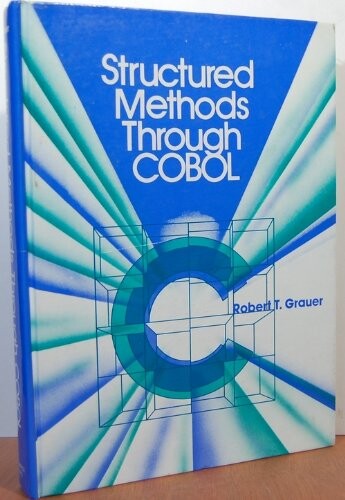 Structured
Methods
Through
COBOL
Robert T. Grauer